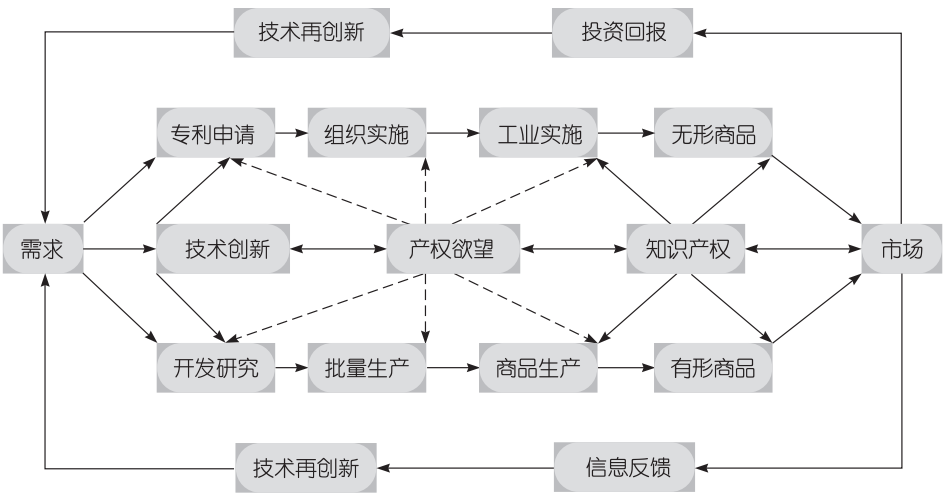 技术再创新
投资回报
专利申请
组织实施
工业实施
无形商品
需求
技术创新
产权欲望
知识产权
市场
开发研究
批量生产
商品生产
有形商品
技术再创新
信息反馈